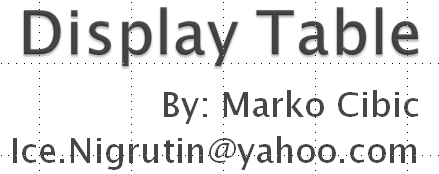 Display Table
By: Marko Cibic
Ice.Nigrutin@yahoo.com